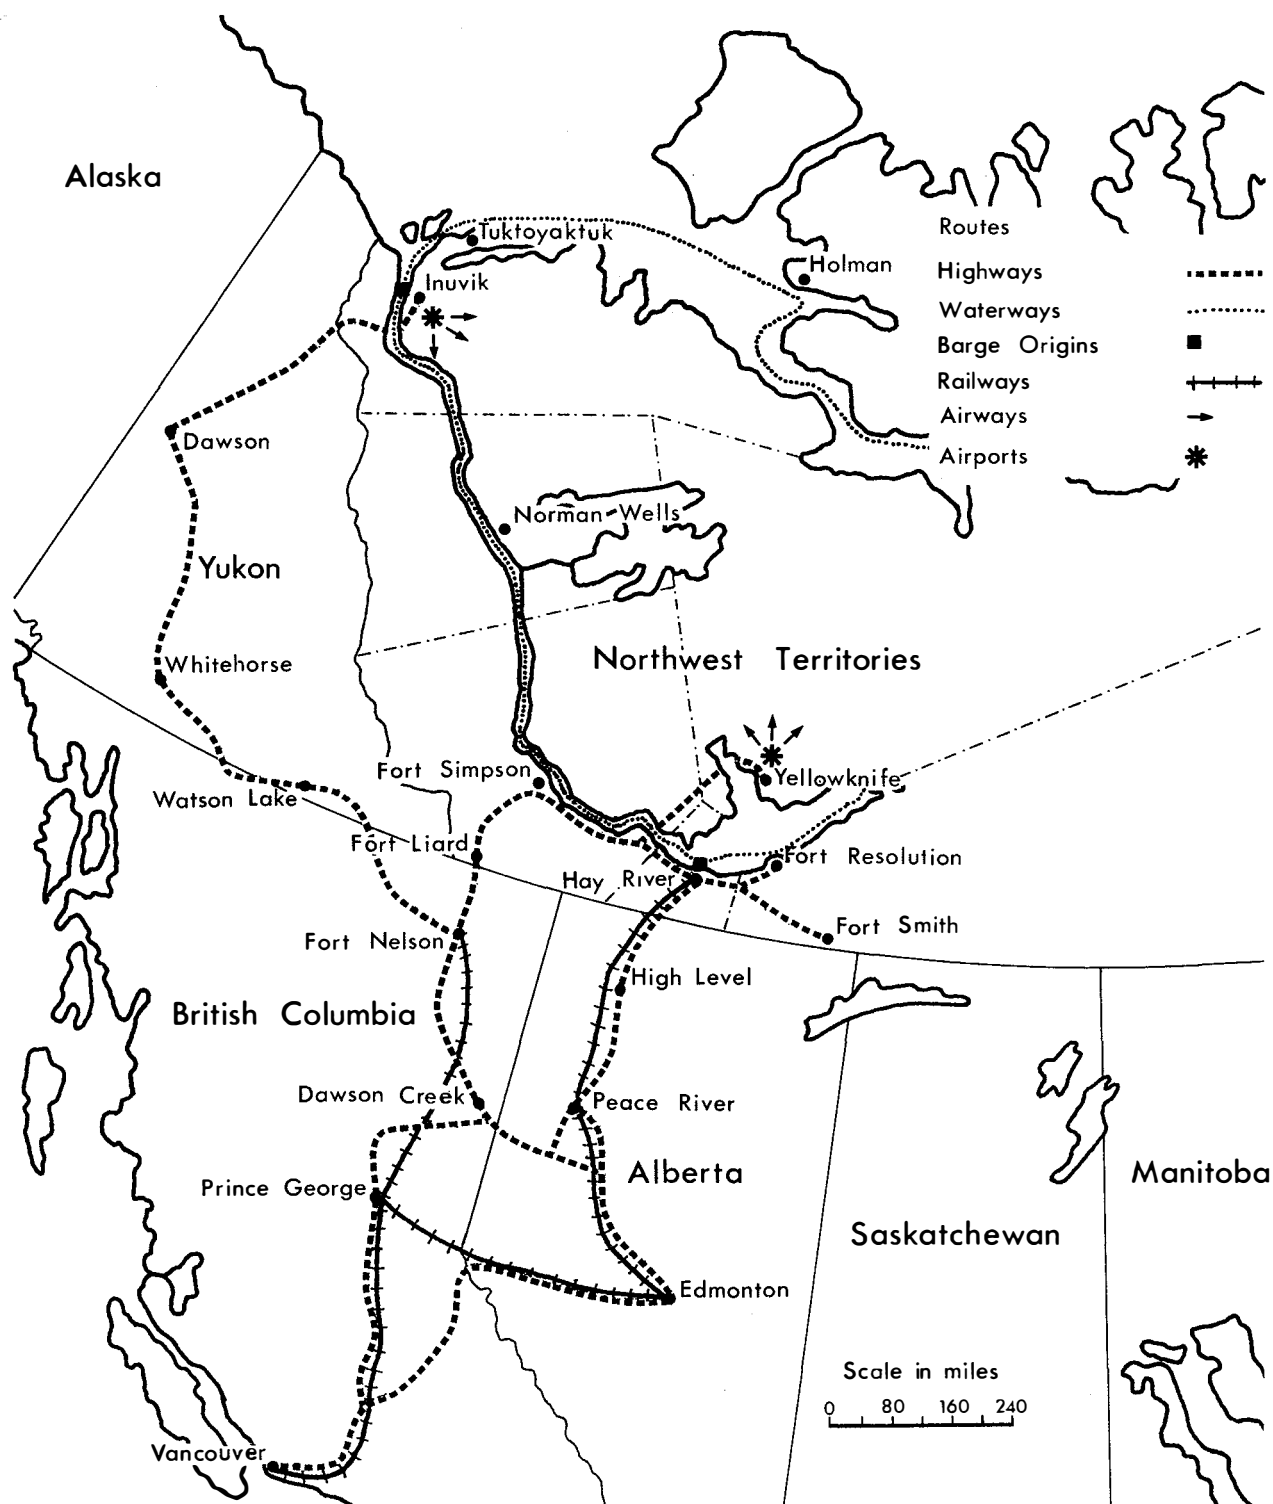 Alaska
Tuktoyaktuk
Inuvik
Holman
Routes
Highways
Waterways
Barge Origins
Railways
Airways
Airports
Dawson
Norman Wells
Yukon
Whitehorse
Northwest Territories
Fort Simpson
Watson Lake
Yellowknife
Fort Liard
Fort Resolution
Hay River
Fort Smith
Fort Nelson
High Level
British Columbia
Dawson Creek
Peace River
Alberta
Manitoba
Prince George
Saskatchewan
Edmonton
Scale in miles
0 80 160 240
Vancouver